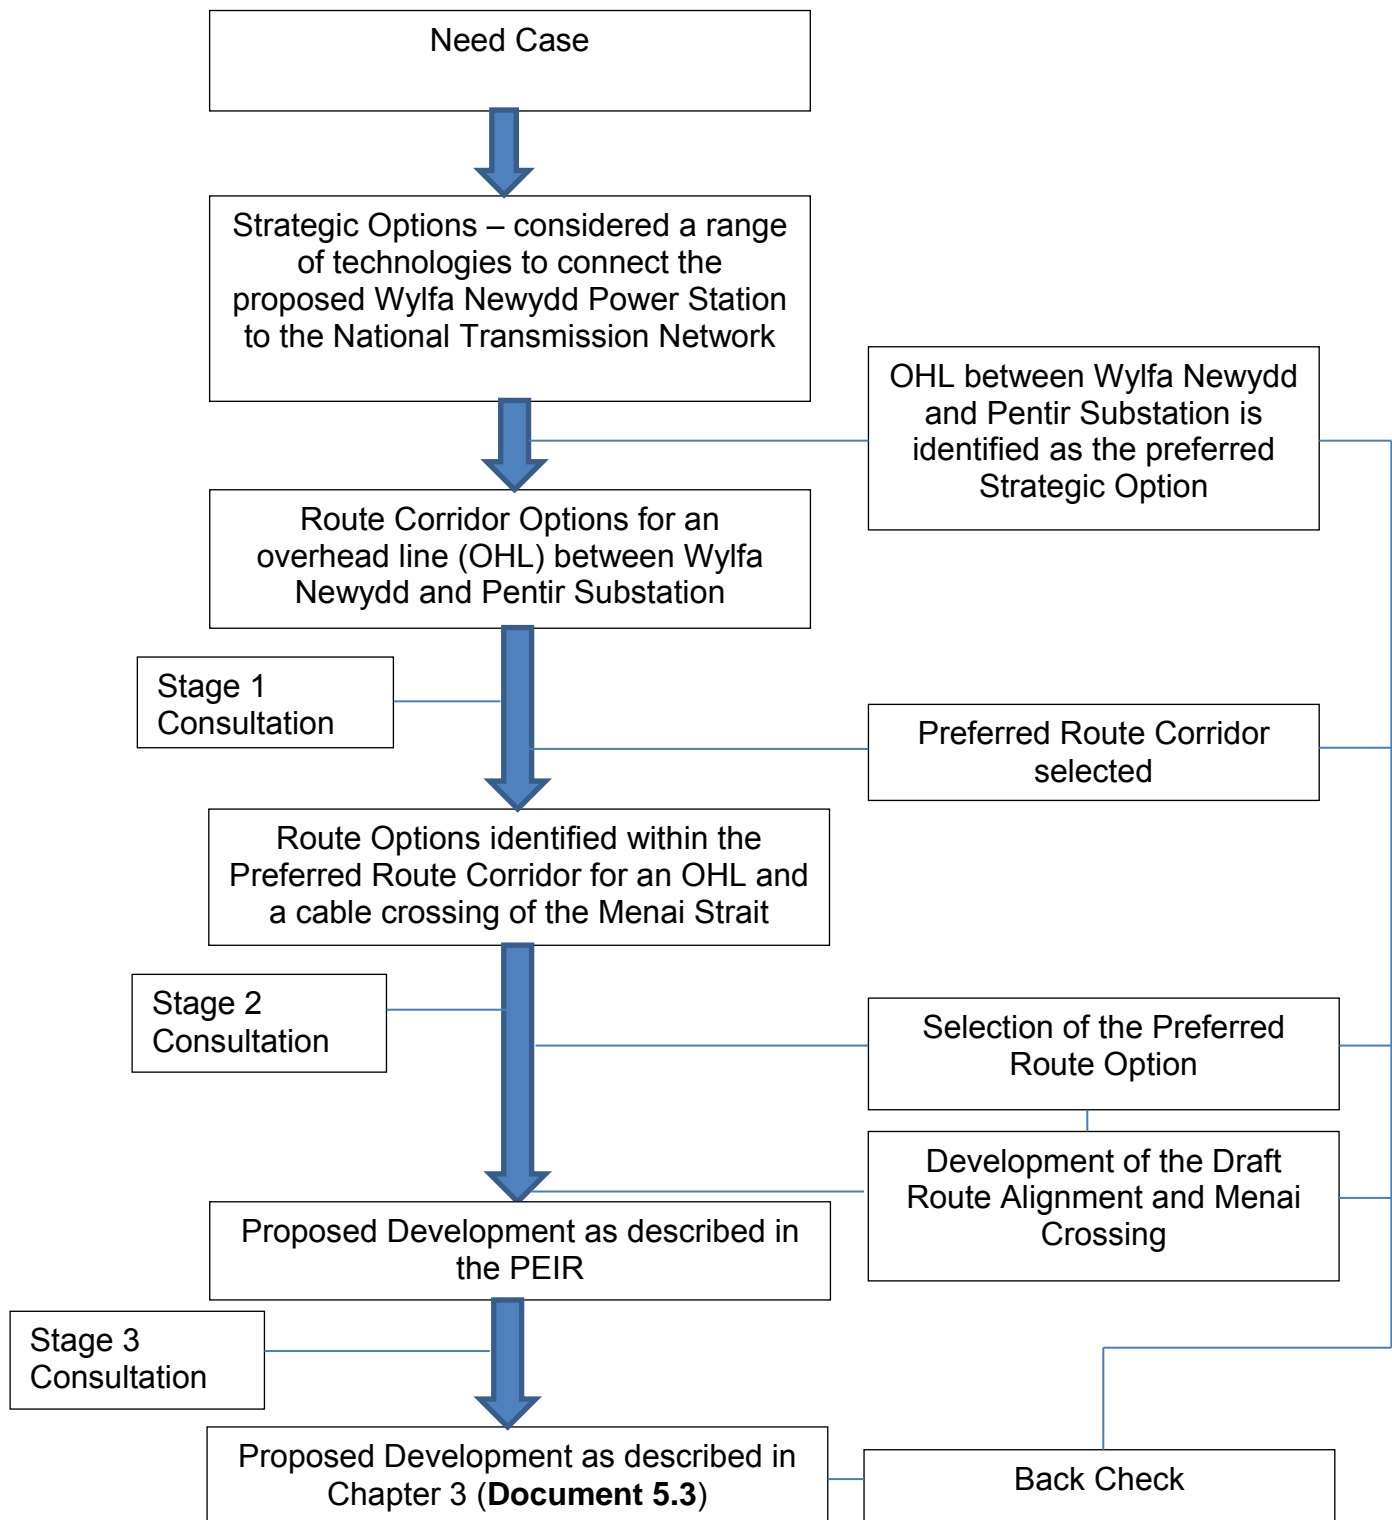 Need Case
Strategic Options – considered a range
of technologies to connect the
proposed Wylfa Newydd Power Station
to the National Transmission Network
OHL between Wylfa Newydd
and Pentir Substation is
identified as the preferred
Strategic Option
Route Corridor Options for an
overhead line (OHL) between Wylfa
Newydd and Pentir Substation
Stage 1
Consultation
Preferred Route Corridor
selected
Route Options identified within the
Preferred Route Corridor for an OHL and
a cable crossing of the Menai Strait
Stage 2
Consultation
Selection of the Preferred
Route Option
Development of the Draft
Route Alignment and Menai
Crossing
Proposed Development as described in
the PEIR
Stage 3
Consultation
Proposed Development as described in
Chapter 3 (Document 5.3)
Back Check